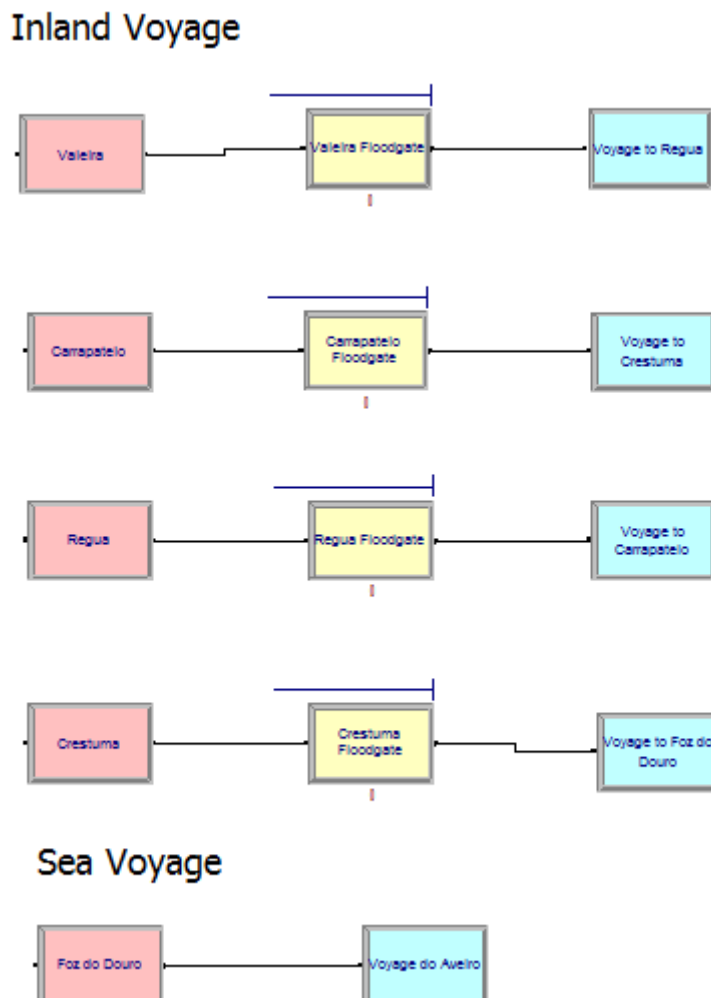 Inland Voyage
Valeira
Valeira Floodgate
Voyage to Regua
Carrapatelo
Carrapatelo
Floodgate
Voyage to
Crestuma
Regua
Regua Floodgate
Voyage to
Carrapatelo
Crestuma
Crestuma
Floodgate
Voyage to Foz do
Douro
Sea Voyage
Foz do Douro
Voyage do Aveiro